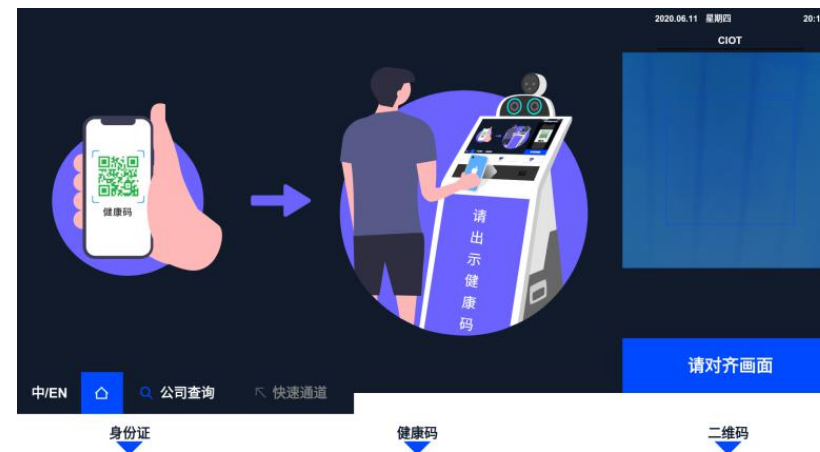 2020.06.11 星期四 20:1
CIOT
健康码
请出示健康码
请对齐画面
中/EN 公司查询 快速通道
身份证 健康码 二维码